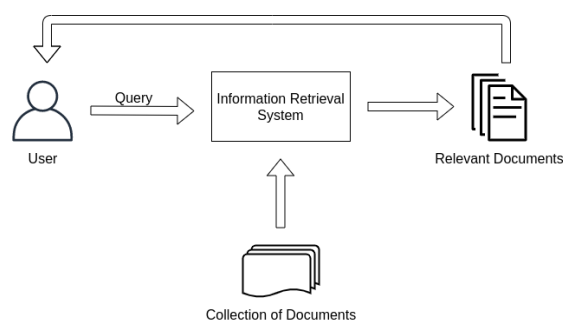 Query
Information Retrieval
System
User
Relevant Documents
Collection of Documents